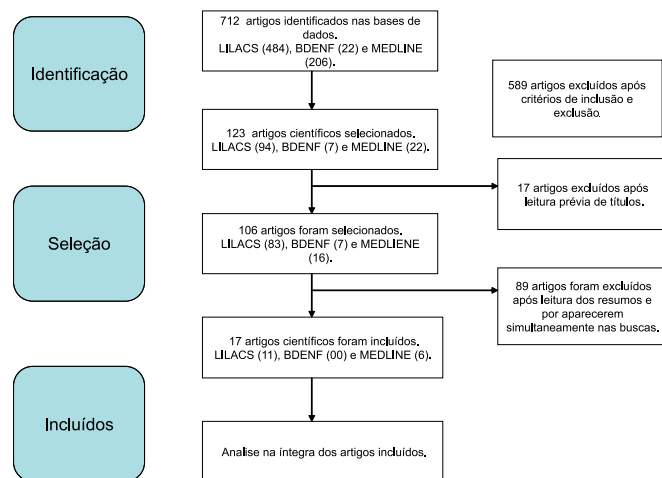 712 artigos identificados nas bases de
dados.
LILACS (484), BDENF (22) e MEDLINE
(206).
Identificação
589 artigos excluídos após
critérios de inclusão e
exclusão.
123 artigos científicos selecionados.
LILACS (94), BDENF (7) e MEDLINE (22).
17 artigos excluídos após
leitura prévia de títulos.
Seleção
106 artigos foram selecionados.
LILACS (83), BDENF (7) e MEDLIENE
(16).
89 artigos foram excluídos
após leitura dos resumos e
por aparecerem
simultaneamente nas buscas.
17 artigos científicos foram incluídos.
LILACS (11), BDENF (00) e MEDLINE (6).
Incluídos
Analise na íntegra dos artigos incluídos.